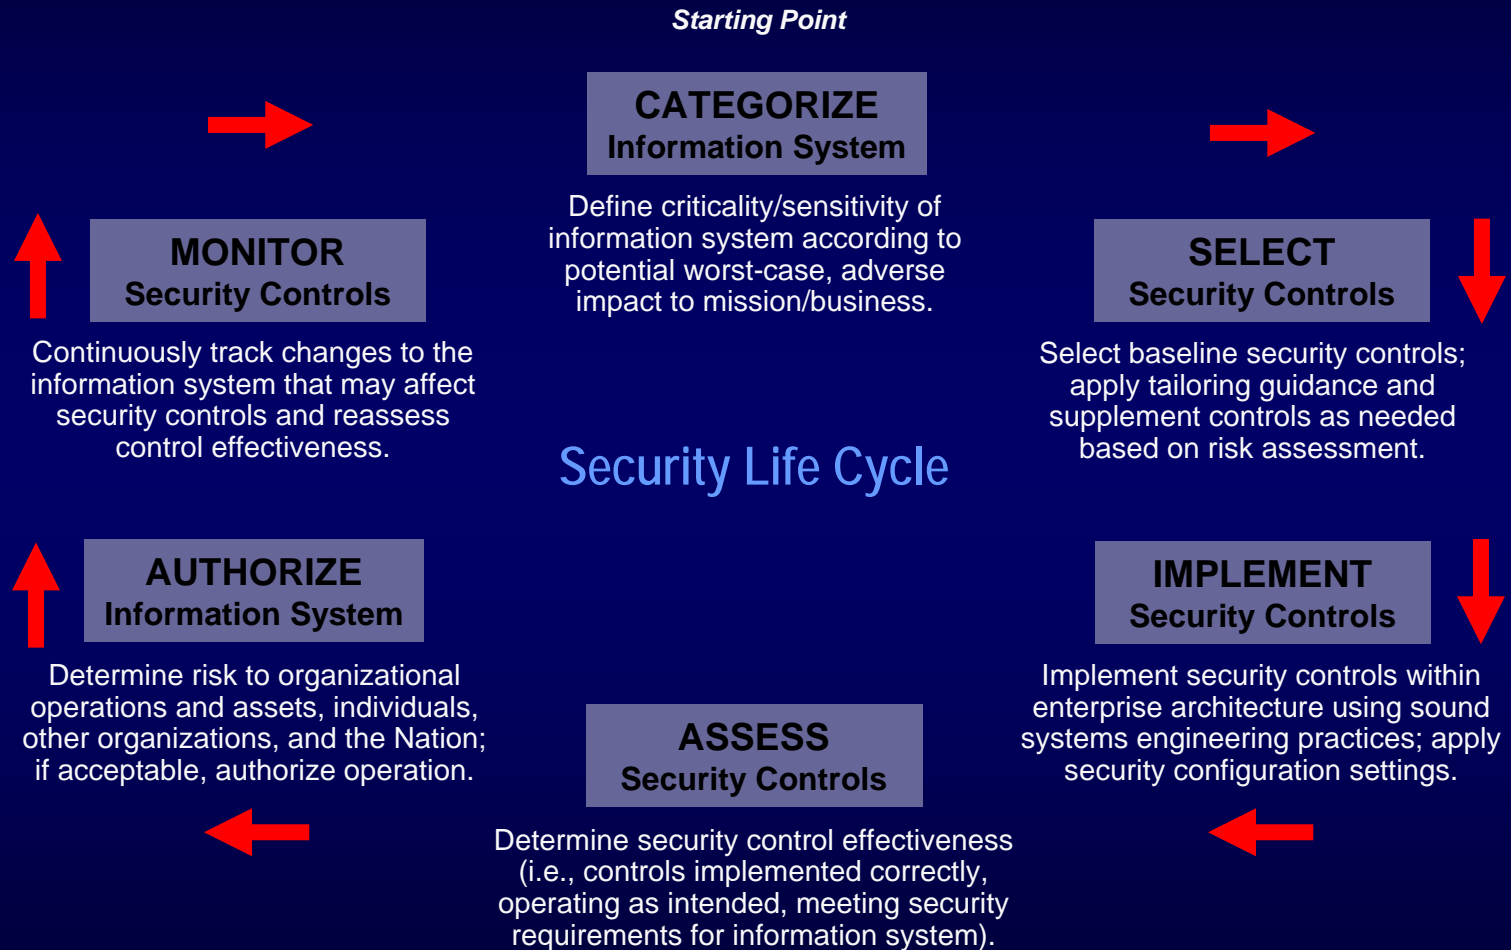 Starting Point
CATEGORIZE
Information System
Define criticality/sensitivity of
information system according to
potential worst-case, adverse
impact to mission/business.
MONITOR
Security Controls
Continuously track changes to the
information system that may affect
security controls and reassess
control effectiveness.
SELECT
Security Controls
Select baseline security controls;
apply tailoring guidance and
supplement controls as needed
based on risk assessment.
Security Life Cycle
AUTHORIZE
Information System
Determine risk to organizational
operations and assets, individuals,
other organizations, and the Nation;
if acceptable, authorize operation.
IMPLEMENT
Security Controls
Implement security controls within
enterprise architecture using sound
systems engineering practices; apply
security configuration settings.
ASSESS
Security Controls
Determine security control effectiveness
(i.e., controls implemented correctly,
operating as intended, meeting security
requirements for information system).